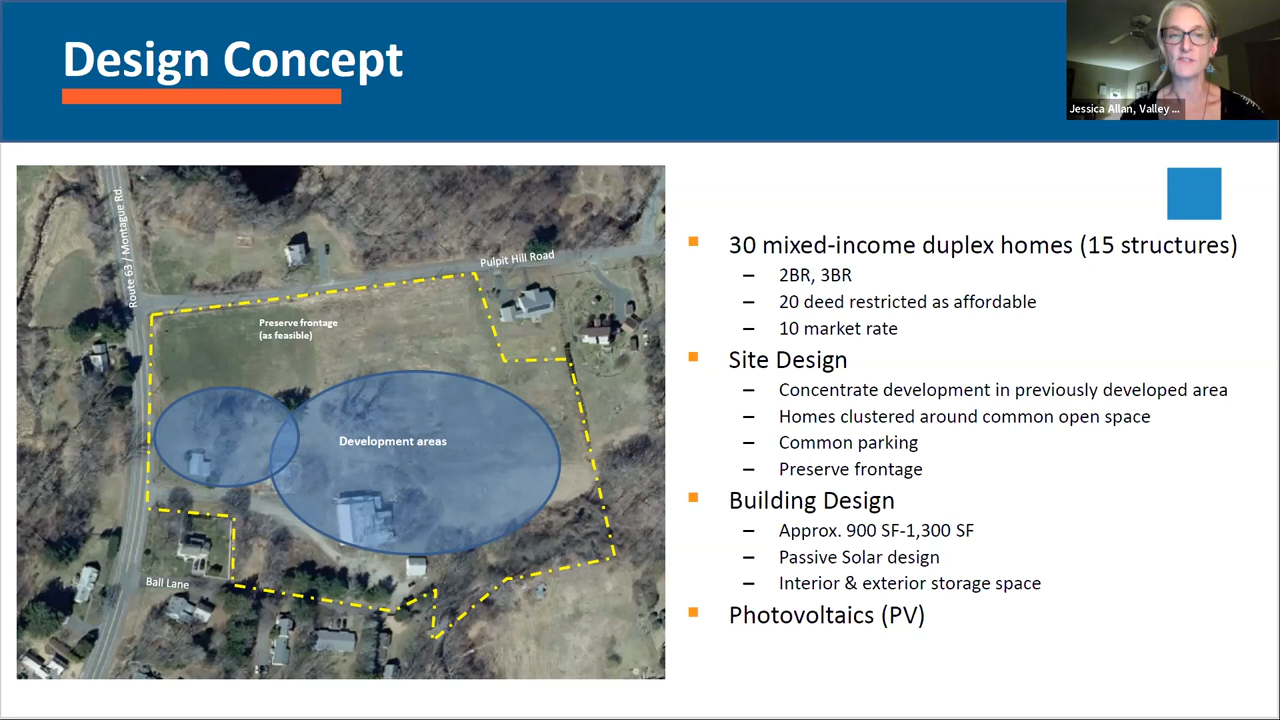 Design Concept
Jessica Allan, Valley ...
Route 63 / Montague Rd.
Pulpit Hill Road
Preserve frontage
(as feasible)
Development areas
Ball Lane
30 mixed-income duplex homes (15 structures)
– 2BR, 3BR
– 20 deed restricted as affordable
– 10 market rate
Site Design
– Concentrate development in previously developed area
– Homes clustered around common open space
– Common parking
– Preserve frontage
Building Design
– Approx. 900 SF-1,300 SF
– Passive Solar design
– Interior & exterior storage space
Photovoltaics (PV)